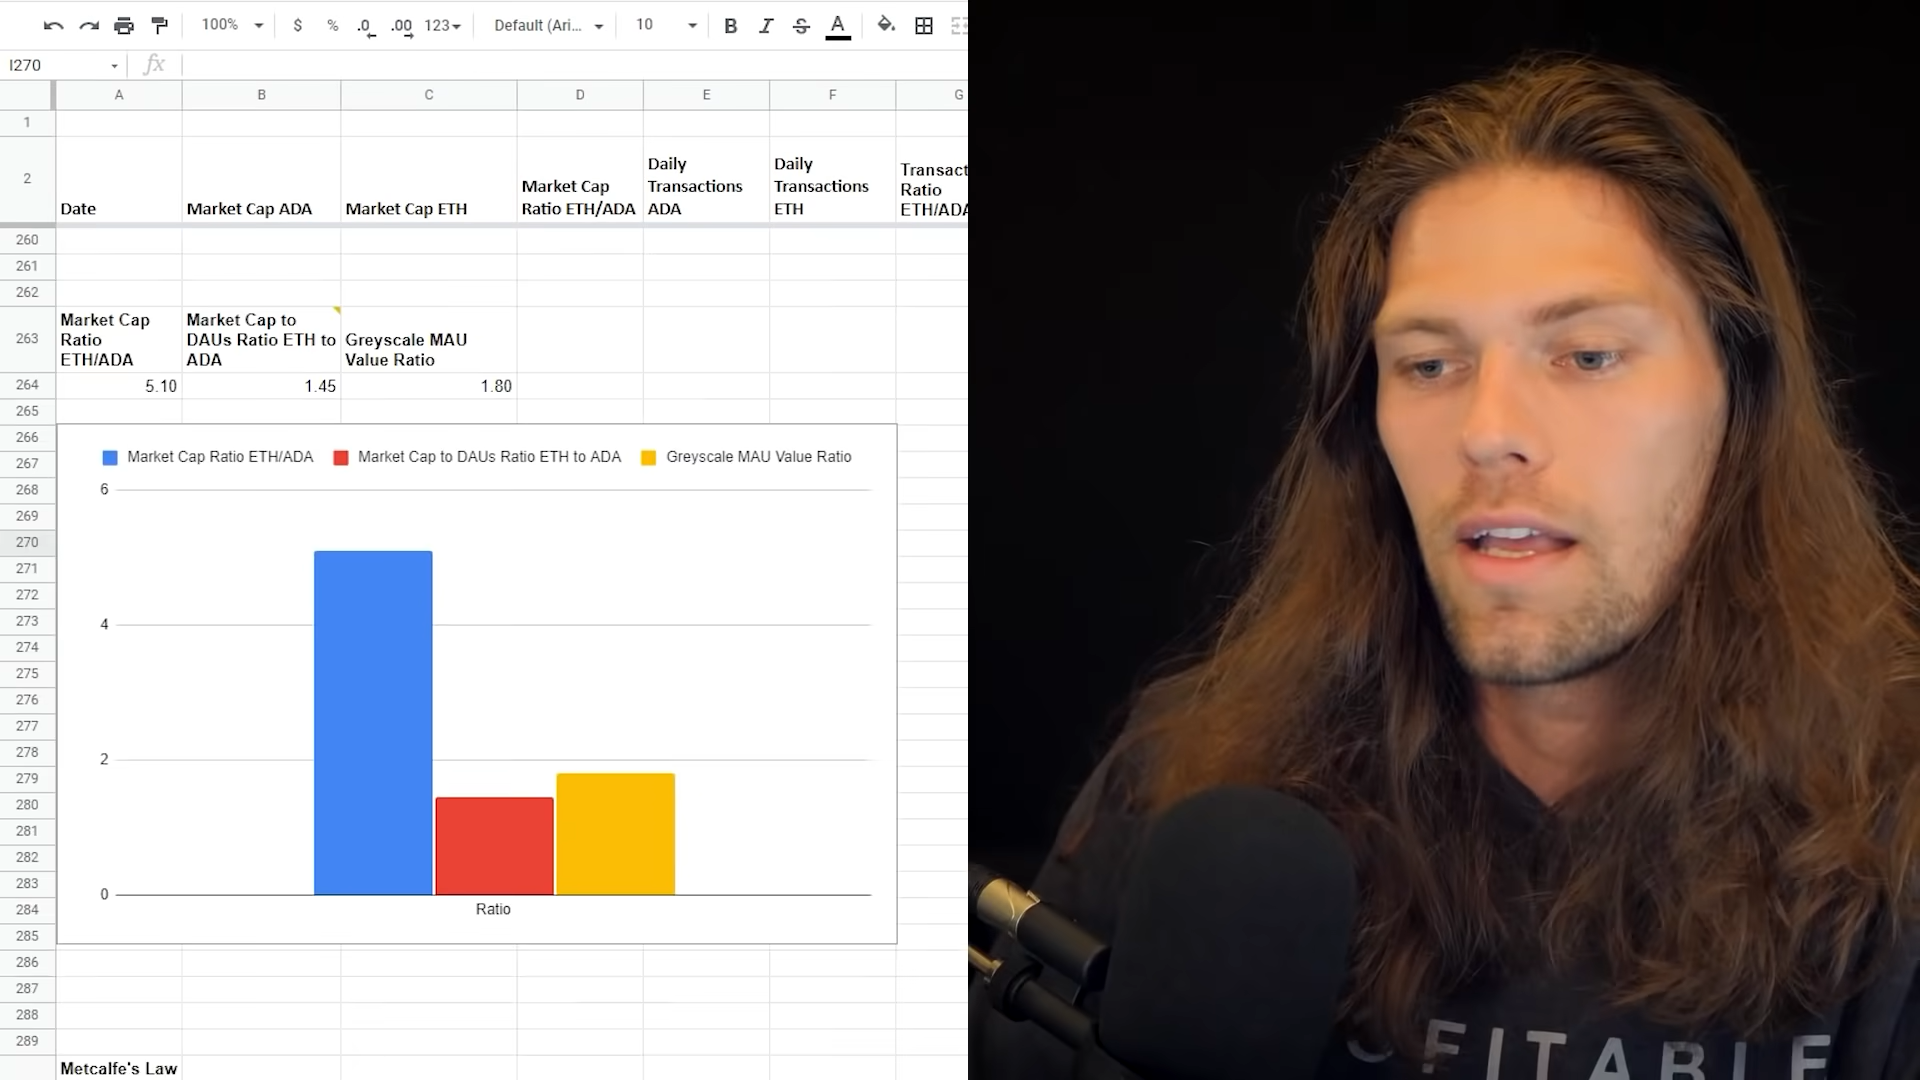 100% $ % .0 .00 123 Default (Ari... 10 B I S A
I270 fx
A B C D E F G
1
2
Date
Market Cap ADA
Market Cap ETH
Market Cap
Ratio ETH/ADA
Daily
Transactions
ADA
Daily
Transactions
ETH
Transact
Ratio
ETH/ADA
260
261
262
263
Market Cap
Ratio
ETH/ADA
Market Cap to
DAUs Ratio ETH to
ADA
Greyscale MAU
Value Ratio
264 5.10 1.45 1.80
265
266
267
268
269
270
271
272
273
274
275
276
277
278
279
280
281
282
283
284
285
286
287
288
289
Market Cap Ratio ETH/ADA Market Cap to DAUs Ratio ETH to ADA Greyscale MAU Value Ratio
6
4
2
0
Ratio
Metcalfe's Law
FITABLE